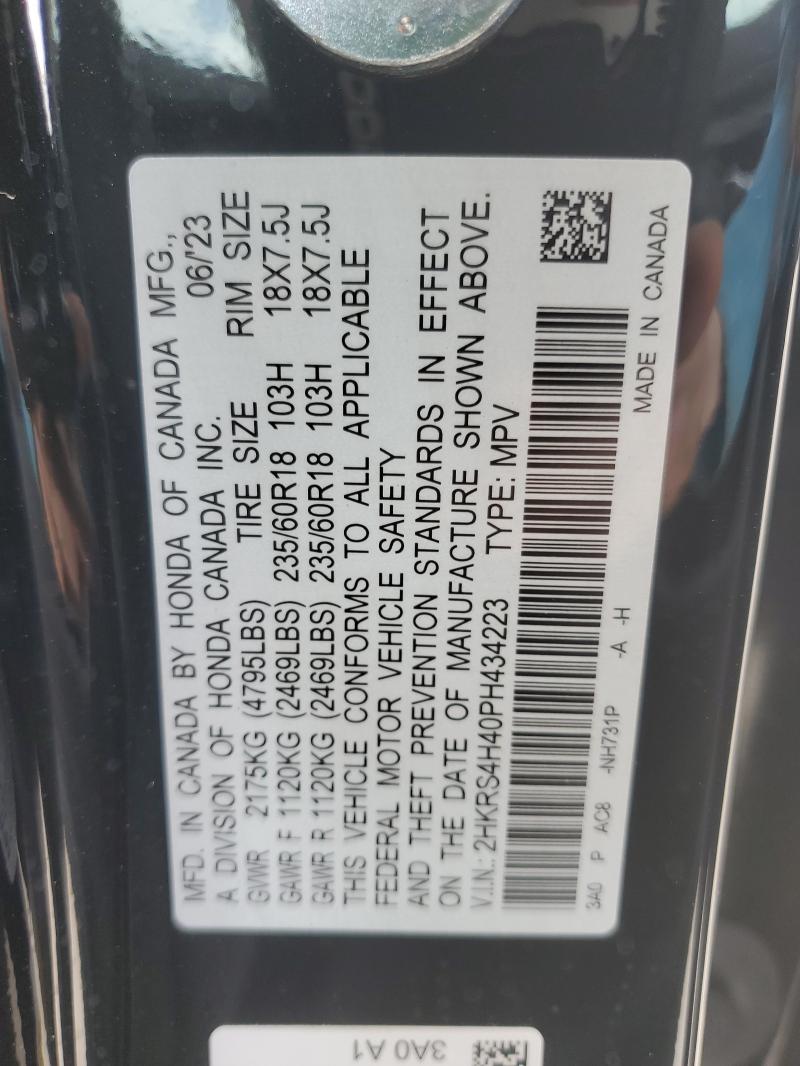 MFD. IN CANADA BY HONDA OF CANADA MFG.,
A DIVISION OF HONDA CANADA INC. 06/'23
GVWR 2175KG (4795LBS) TIRE SIZE RIM SIZE
GAWR F 1120KG (2469LBS) 235/60R18 103H 18X7.5J
GAWR R 1120KG (2469LBS) 235/60R18 103H 18X7.5J
THIS VEHICLE CONFORMS TO ALL APPLICABLE
FEDERAL MOTOR VEHICLE SAFETY
AND THEFT PREVENTION STANDARDS IN EFFECT
ON THE DATE OF MANUFACTURE SHOWN ABOVE.
V.I.N.: 2HKRS4H40PH434223 TYPE: MPV
3A0 P AC8 -NH731P -A -H
MADE IN CANADA
3A0 A1